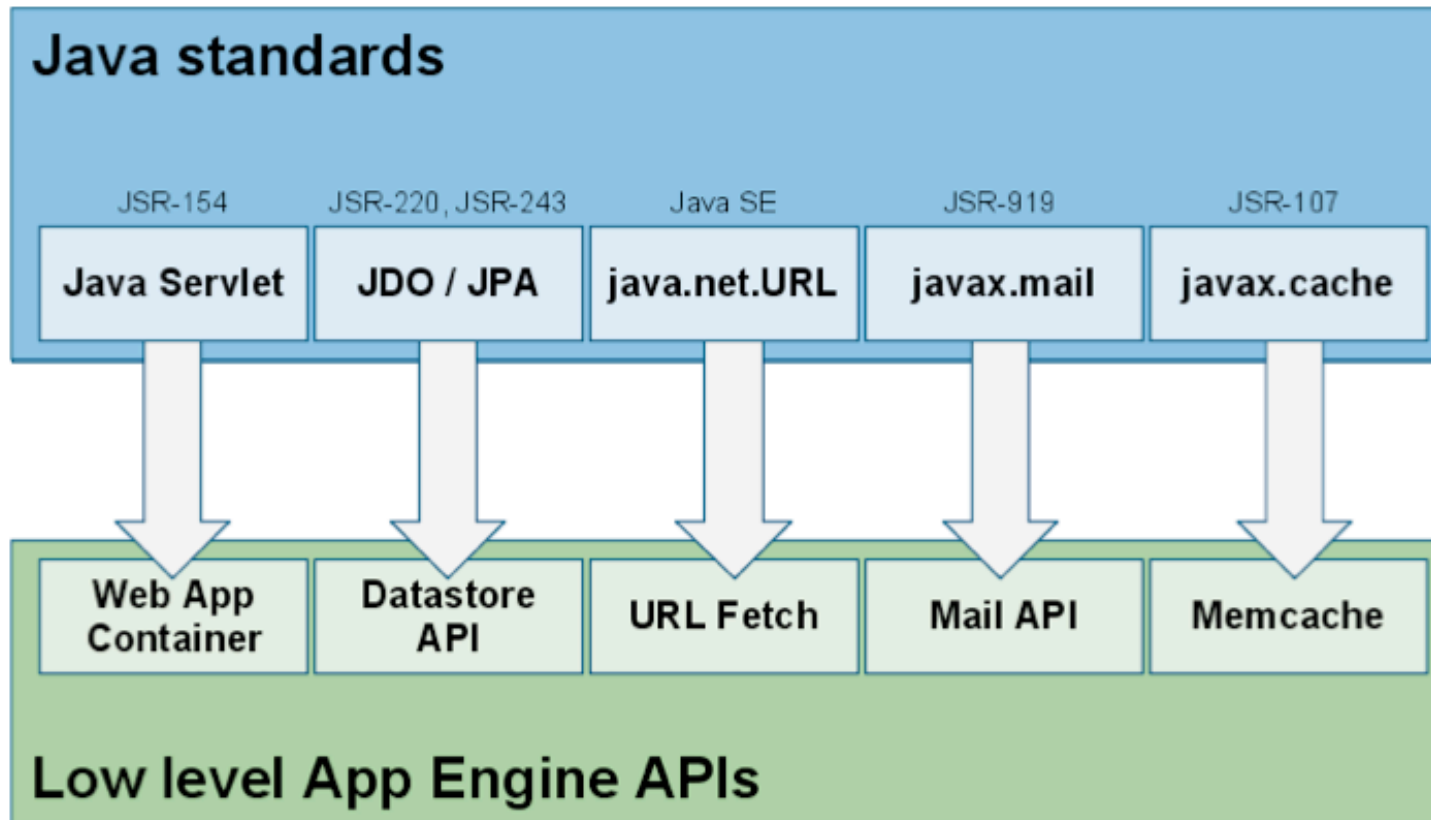 Java standards
JSR-154
JSR-220, JSR-243
Java SE
JSR-919
JSR-107
Java Servlet
JDO / JPA
java.net.URL
javax.mail
javax.cache
Web App
Container
Datastore
API
URL Fetch
Mail API
Memcache
Low level App Engine APIs